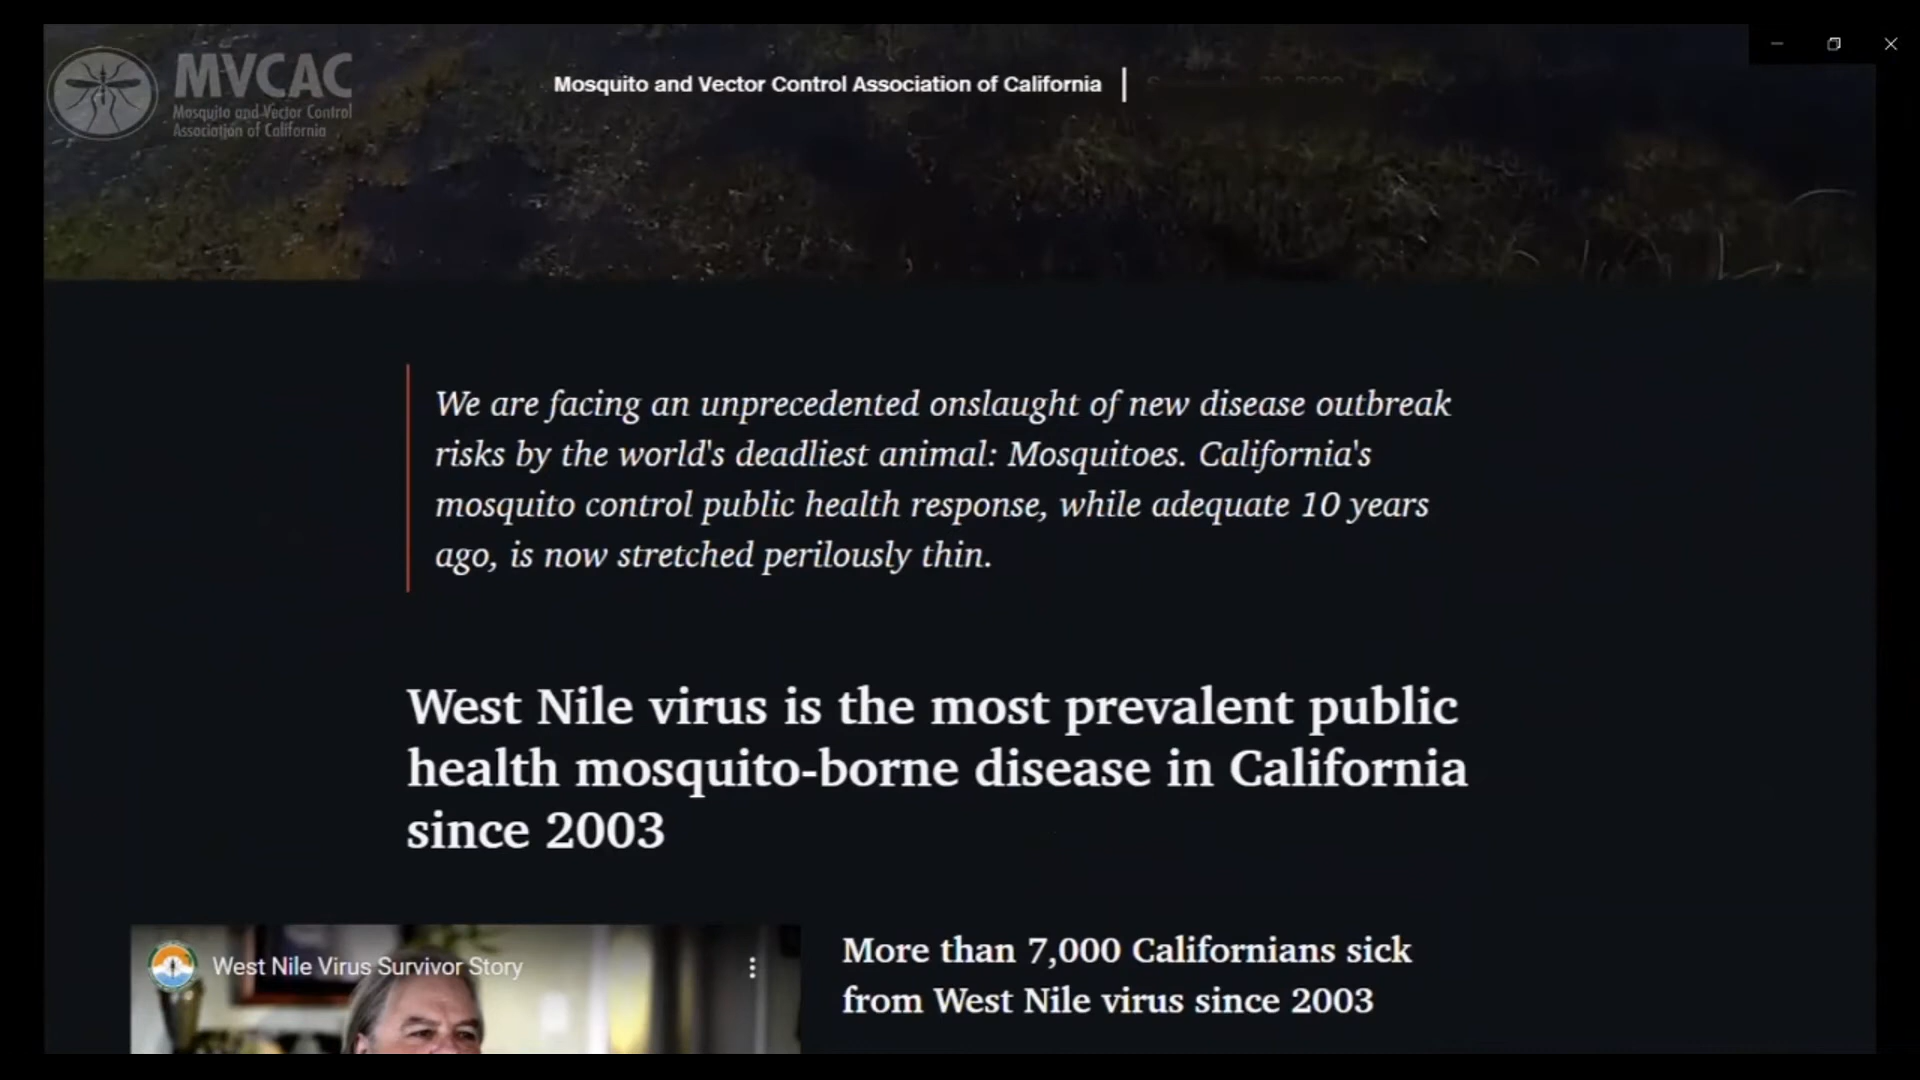 MVCAC
Mosquito and Vector Control
Association of California
Mosquito and Vector Control Association of California
We are facing an unprecedented onslaught of new disease outbreak
risks by the world's deadliest animal: Mosquitoes. California's
mosquito control public health response, while adequate 10 years
ago, is now stretched perilously thin.
West Nile virus is the most prevalent public
health mosquito-borne disease in California
since 2003
West Nile Virus Survivor Story
More than 7,000 Californians sick
from West Nile virus since 2003